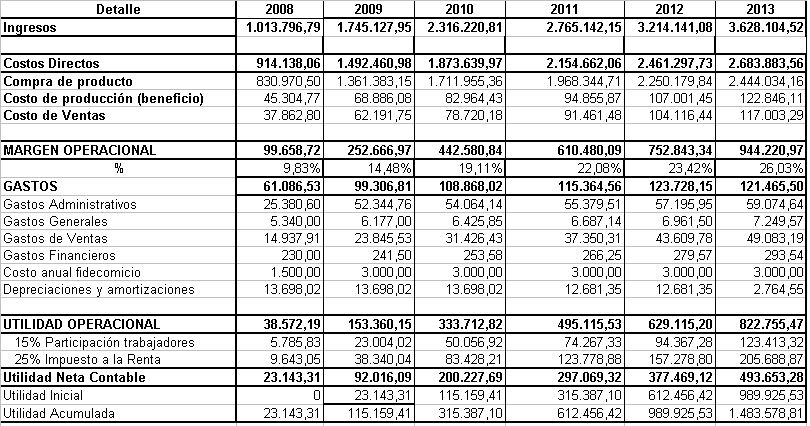 Detalle 2008 2009 2010 2011 2012 2013
Ingresos 1.013.796,79 1.745.127,95 2.316.220,81 2.765.142,15 3.214.141,08 3.628.104,52
Costos Directos 914.138,06 1.492.460,98 1.873.639,97 2.154.662,06 2.461.297,73 2.683.883,56
Compra de producto 830.970,50 1.361.383,15 1.711.955,36 1.968.344,71 2.250.179,84 2.444.034,16
Costo de producción (beneficio) 45.304,77 68.886,08 82.964,43 94.855,87 107.001,45 122.846,11
Costo de Ventas 37.862,80 62.191,75 78.720,18 91.461,48 104.116,44 117.003,29
MARGEN OPERACIONAL 99.658,72 252.666,97 442.580,84 610.480,09 752.843,34 944.220,97
% 9,83% 14,48% 19,11% 22,08% 23,42% 26,03%
GASTOS 61.086,53 99.306,81 108.868,02 115.364,56 123.728,15 121.465,50
Gastos Administrativos 25.380,60 52.344,76 54.064,14 55.379,51 57.195,95 59.074,64
Gastos Generales 5.340,00 6.177,00 6.425,85 6.687,14 6.961,50 7.249,57
Gastos de Ventas 14.937,91 23.845,53 31.426,43 37.350,31 43.609,78 49.083,19
Gastos Financieros 230,00 241,50 253,58 266,25 279,57 293,54
Costo anual fidecomicio 1.500,00 3.000,00 3.000,00 3.000,00 3.000,00 3.000,00
Depreciaciones y amortizaciones 13.698,02 13.698,02 13.698,02 12.681,35 12.681,35 2.764,55
UTILIDAD OPERACIONAL 38.572,19 153.360,15 333.712,82 495.115,53 629.115,20 822.755,47
15% Participación trabajadores 5.785,83 23.004,02 50.056,92 74.267,33 94.367,28 123.413,32
25% Impuesto a la Renta 9.643,05 38.340,04 83.428,21 123.778,88 157.278,80 205.688,87
Utilidad Neta Contable 23.143,31 92.016,09 200.227,69 297.069,32 377.469,12 493.653,28
Utilidad Inicial 0 23.143,31 115.159,41 315.387,10 612.456,42 989.925,53
Utilidad Acumulada 23.143,31 115.159,41 315.387,10 612.456,42 989.925,53 1.483.578,81